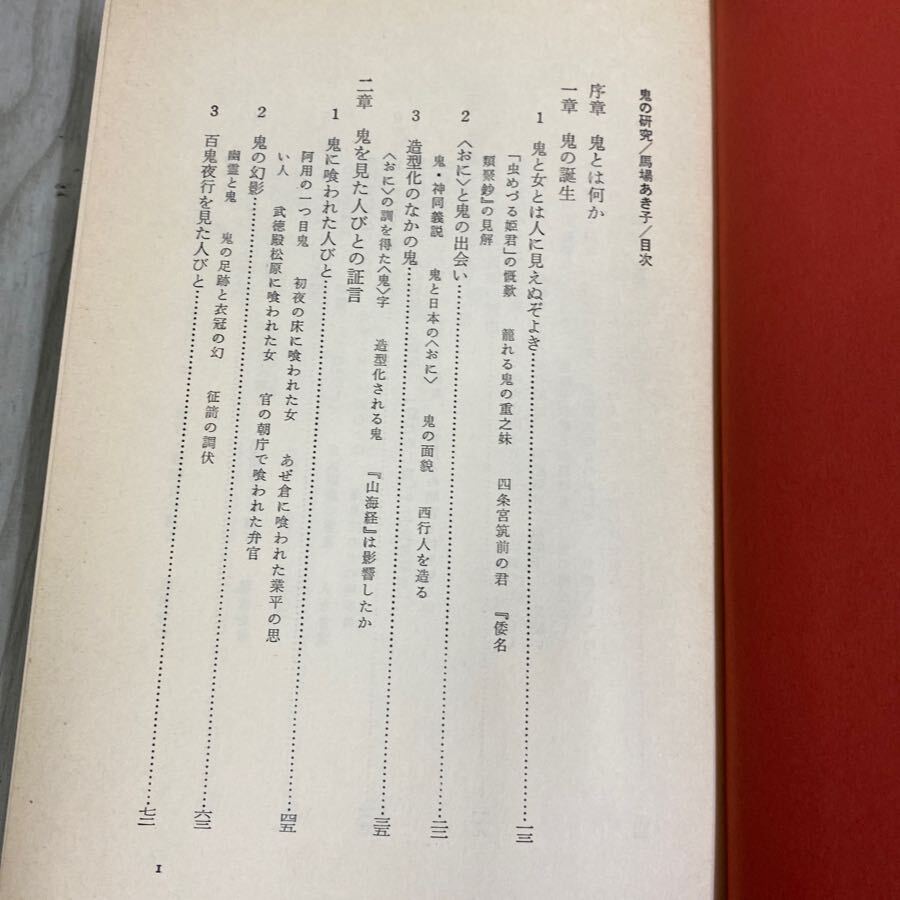 鬼の研究/馬場あき子/目次
序章 鬼とは何か
一章 鬼の誕生
1 鬼と女とは人に見えぬぞよき……一三
「虫めづる姫君」の慨歎 籠れる鬼の重之妹 四条宮筑前の君 『倭名
類聚鈔』の見解
2 〈おに〉と鬼の出会い……二二
鬼・神同義説 鬼と日本の〈おに〉 鬼の面貌 西行人を造る
3 造型化のなかの鬼……三五
〈おに〉の訓を得た〈鬼〉字 造型化される鬼 『山海経』は影響したか
二章 鬼を見た人びとの証言
1 鬼に喰われた人びと……四五
阿用の一つ目鬼 初夜の床に喰われた女 あぜ倉に喰われた業平の思
い人 武徳殿松原に喰われた女 官の朝庁で喰われた弁官
2 鬼の幻影……六三
幽霊と鬼 鬼の足跡と衣冠の幻 征箭の調伏
3 百鬼夜行を見た人びと……七二
1